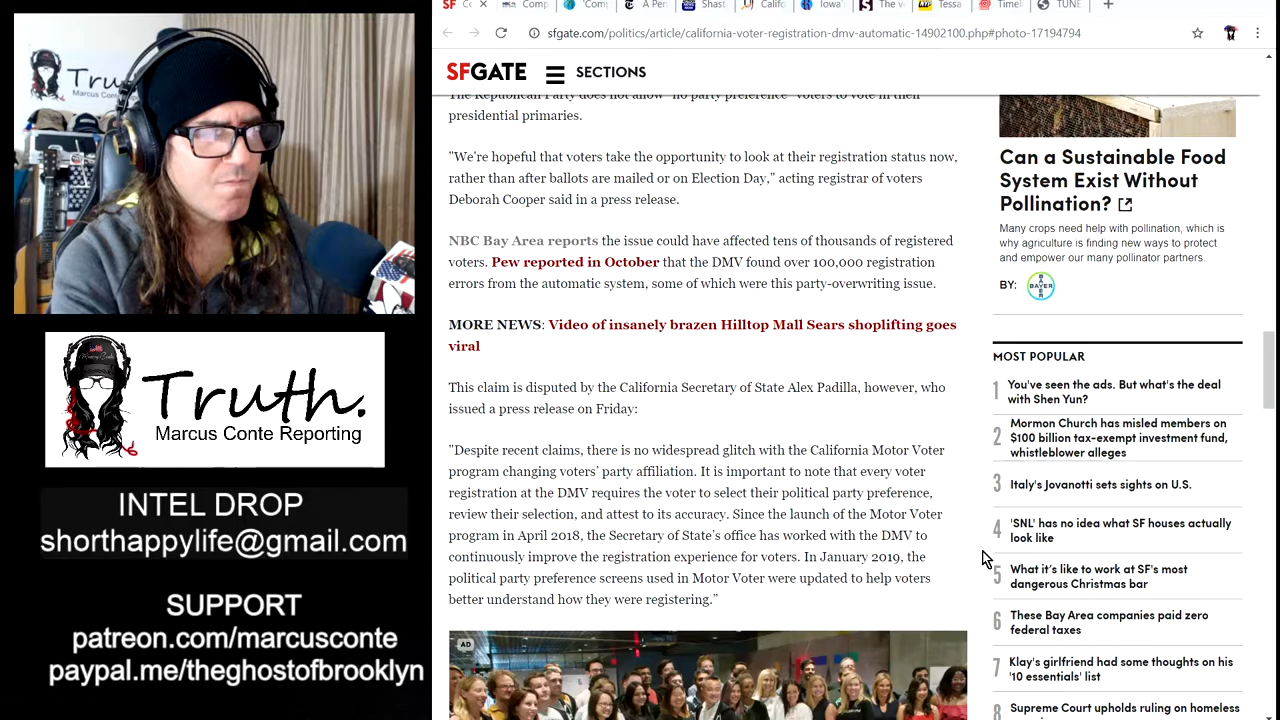 Tru
Marcus Conte
Truth.
Marcus Conte Reporting
INTEL DROP
shorthappylife@gmail.com
SUPPORT
patreon.com/marcusconte
paypal.me/theghostofbrooklyn
SF
Comp
'Comp
A Pen
Shast
Califo
Iowa'
The v
Tessa
Timel
TUNE
sfgate.com/politics/article/california-voter-registration-dmv-automatic-14902100.php#photo-17194794
SFGATE
SECTIONS
The Republican Party does not allow "no party preference" voters to vote in their
presidential primaries.
"We're hopeful that voters take the opportunity to look at their registration status now,
rather than after ballots are mailed or on Election Day," acting registrar of voters
Deborah Cooper said in a press release.
NBC Bay Area reports the issue could have affected tens of thousands of registered
voters. Pew reported in October that the DMV found over 100,000 registration
errors from the automatic system, some of which were this party-overwriting issue.
MORE NEWS: Video of insanely brazen Hilltop Mall Sears shoplifting goes
viral
This claim is disputed by the California Secretary of State Alex Padilla, however, who
issued a press release on Friday:
"Despite recent claims, there is no widespread glitch with the California Motor Voter
program changing voters' party affiliation. It is important to note that every voter
registration at the DMV requires the voter to select their political party preference,
review their selection, and attest to its accuracy. Since the launch of the Motor Voter
program in April 2018, the Secretary of State's office has worked with the DMV to
continuously improve the registration experience for voters. In January 2019, the
political party preference screens used in Motor Voter were updated to help voters
better understand how they were registering."
AD
Can a Sustainable Food
System Exist Without
Pollination?
Many crops need help with pollination, which is
why agriculture is finding new ways to protect
and empower our many pollinator partners.
BY: BAYER
MOST POPULAR
1 You've seen the ads. But what's the deal
with Shen Yun?
2 Mormon Church has misled members on
$100 billion tax-exempt investment fund,
whistleblower alleges
3 Italy's Jovanotti sets sights on U.S.
4 'SNL' has no idea what SF houses actually
look like
5 What it's like to work at SF's most
dangerous Christmas bar
6 These Bay Area companies paid zero
federal taxes
7 Klay's girlfriend had some thoughts on his
'10 essentials' list
8 Supreme Court upholds ruling on homeless